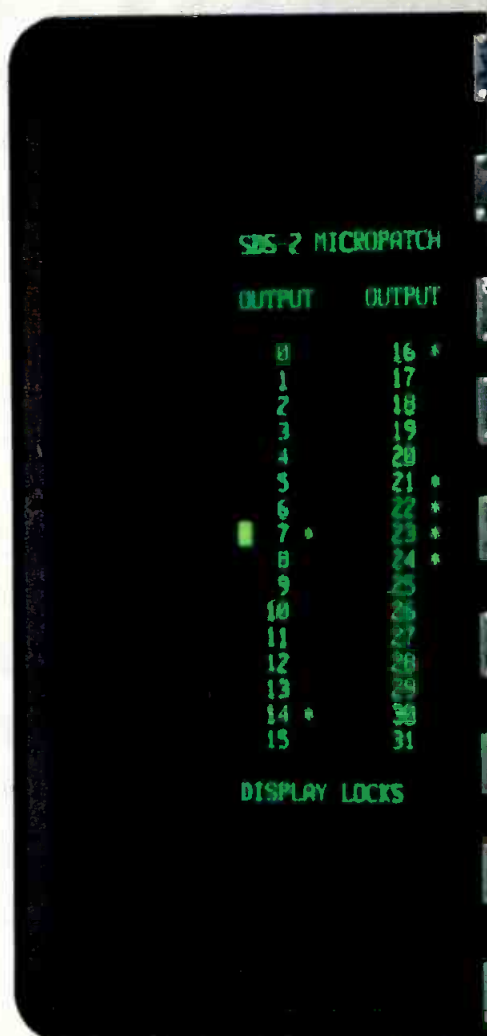 SDS-2 MICROPATCH
OUTPUT OUTPUT
0 16 *
1 17
2 18
3 19
4 20
5 21 *
6 22 *
7 * 23 *
8 24 *
9 25
10 26
11 27
12 28
13 29
14 * 30
15 31
DISPLAY LOCKS